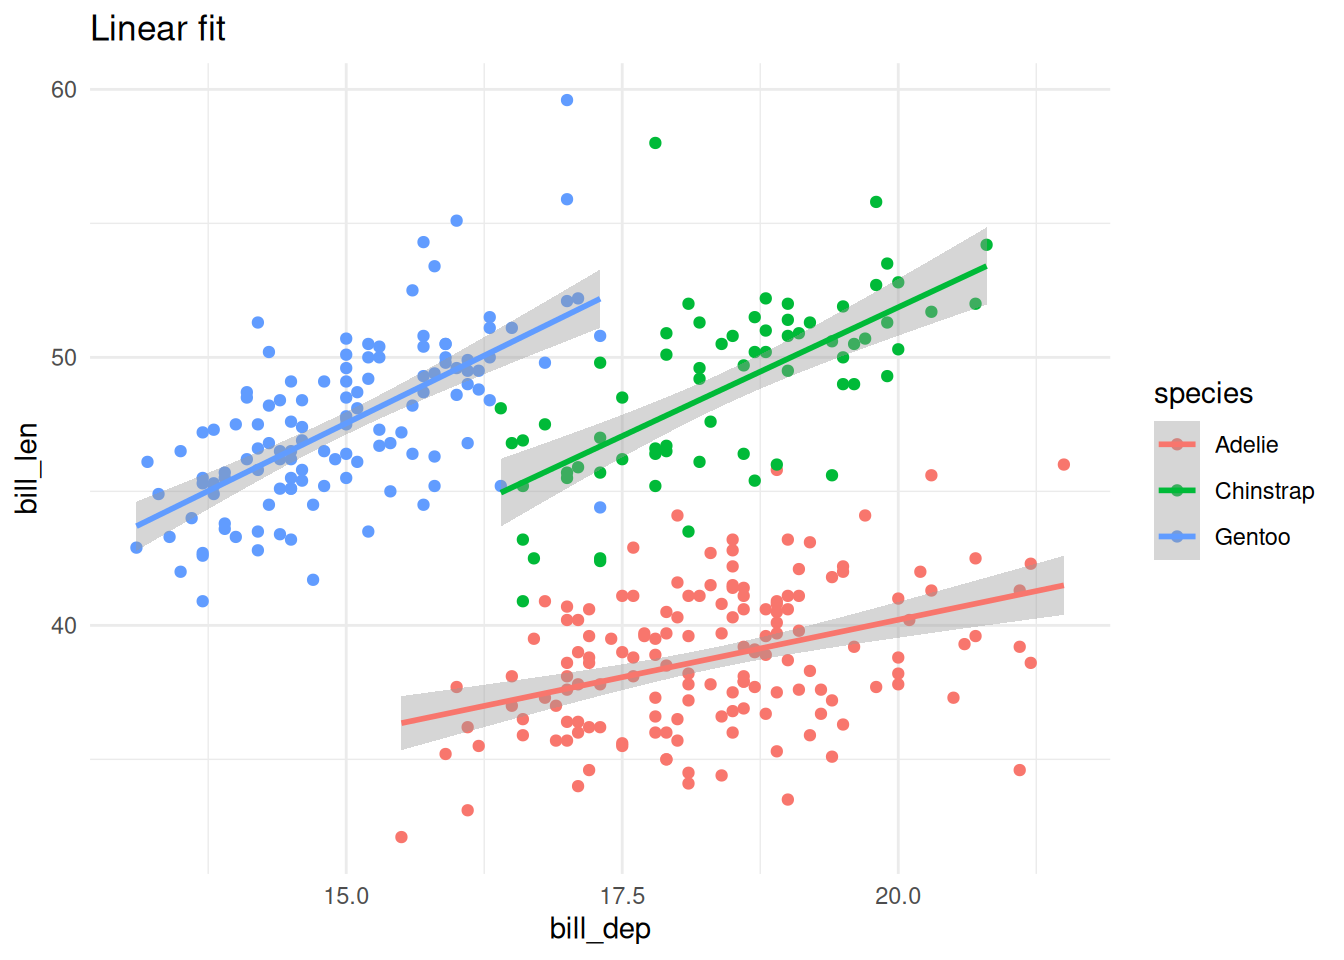 Linear fit
60
50
40
bill_len
15.0
17.5
20.0
bill_dep
species
Adelie
Chinstrap
Gentoo